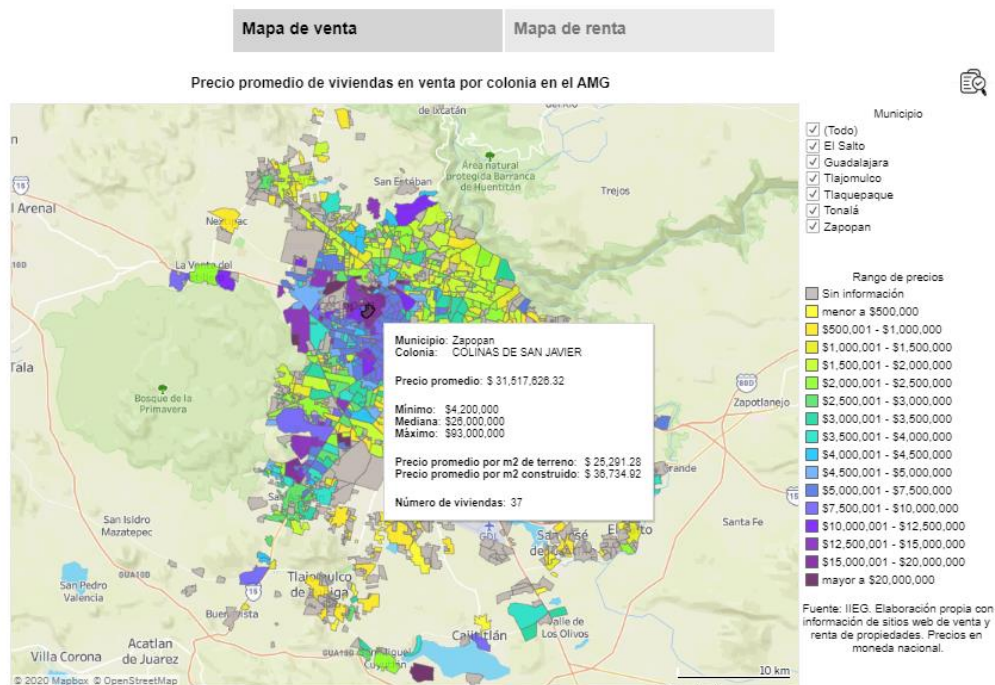 Mapa de venta
Mapa de renta
Precio promedio de viviendas en venta por colonia en el AMG
Municipio
(Todo)
El Salto
Guadalajara
Tlajomulco
Tlaquepaque
Tonalá
Zapopan
Rango de precios
Sin información
menor a $500,000
$500,001 - $1,000,000
$1,000,001 - $1,500,000
$1,500,001 - $2,000,000
$2,000,001 - $2,500,000
$2,500,001 - $3,000,000
$3,000,001 - $3,500,000
$3,500,001 - $4,000,000
$4,000,001 - $4,500,000
$4,500,001 - $5,000,000
$5,000,001 - $7,500,000
$7,500,001 - $10,000,000
$10,000,001 - $12,500,000
$12,500,001 - $15,000,000
$15,000,001 - $20,000,000
mayor a $20,000,000
Fuente: IIEG. Elaboración propia con
información de sitios web de venta y
renta de propiedades. Precios en
moneda nacional.
de Ixcatán
Área natural
protegida Barranca
de Huentitán
San Esteban
Trejos
15
l Arenal
La Venta del
Tala
Bosque de la
Primavera
Municipio: Zapopan
Colonia: COLINAS DE SAN JAVIER
Precio promedio: $ 31,517,626.32
Mínimo: $4,200,000
Mediana: $26,000,000
Máximo: $93,000,000
Precio promedio por m2 de terreno: $ 25,291.28
Precio promedio por m2 construido: $ 36,734.92
Número de viviendas: 37
80D
Zapotlanejo
rande
15
Santa Fe
San Isidro
Mazatepec
San Pedro
Valencia
GDL
San José
Tlajomulco
15
Valle de
Los Olivos
Cajititlán
Acatlan
de Juarez
Villa Corona
10 km
© 2020 Mapbox © OpenStreetMap